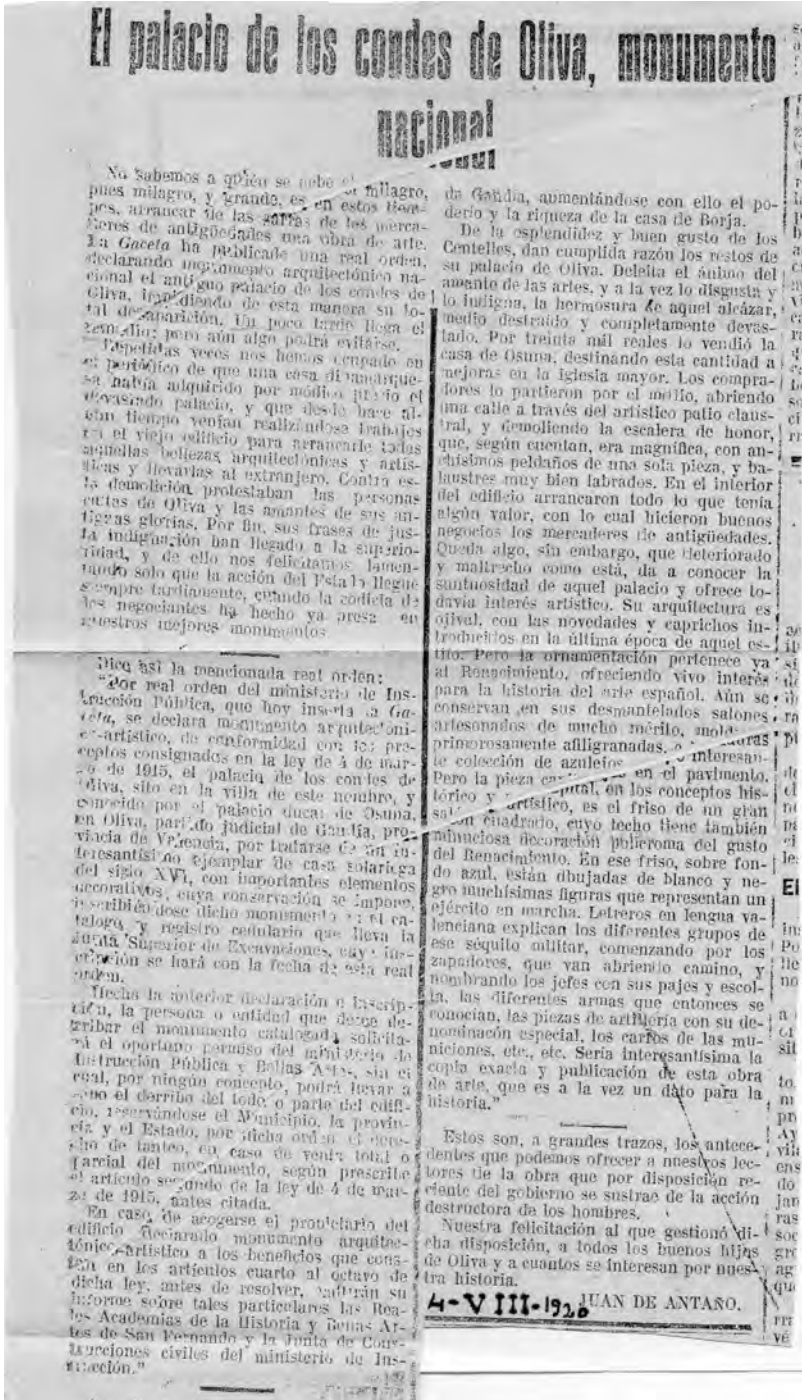 El palacio de los condes de Oliva, monumento
nacional
No sabemos a quién se debe el milagro,
pues milagro, y grande, es en estos tiem-
pos, arrancar de las garras de los merca-
deres de antigüedades una obra de arte.
La Gaceta ha publicado una real orden,
declarando monumento arquitectónico na-
cional el antiguo palacio de los condes de
Oliva, impidiendo de esta manera su to-
tal desaparición. Un poco tarde llega el
remedio; pero aún algo podrá evitarse.
Repetidas veces nos hemos ocupado en
el periódico de que una casa dinamarque-
sa había adquirido por módico precio el
devastado palacio, y que desde hace al-
gún tiempo venían realizándose trabajos
en el viejo edificio para arrancarle todas
aquellas bellezas arquitectónicas y artís-
ticas y llevarlas al extranjero. Contra es-
ta demolición protestaban las personas
cultas de Oliva y las amantes de sus an-
tiguas glorias. Por fin, sus frases de jus-
ta indignación han llegado a la superio-
ridad, y de ello nos felicitamos, lamen-
tando solo que la acción del Estado llegue
siempre tardíamente, cuando la codicia de
los negociantes ha hecho ya presa en
nuestros mejores monumentos.
Dice así la mencionada real orden:
"Por real orden del ministerio de Ins-
trucción Pública, que hoy inserta la Ga-
ceta, se declara monumento arquitectóni-
co-artístico, de conformidad con los pre-
ceptos consignados en la ley de 4 de mar-
zo de 1915, el palacio de los condes de
Oliva, sito en la villa de este nombre, y
conocido por el palacio ducal de Osuna,
en Oliva, partido judicial de Gandía, pro-
vincia de Valencia, por tratarse de un in-
teresantísimo ejemplar de casa solariega
del siglo XVI, con importantes elementos
decorativos, cuya conservación se impone,
inscribiéndose dicho monumento en el ca-
talogo y registro cedulario que lleva la
Junta Superior de Excavaciones, cuya ins-
cripción se hará con la fecha de esta real
orden.
Hecha la anterior declaración e inscrip-
ción, la persona o entidad que desee de-
rribar el monumento catalogado, solicita-
rá el oportuno permiso del ministerio de
Instrucción Pública y Bellas Artes, sin el
cual, por ningún concepto, podrá llevar a
cabo el derribo del todo o parte del edifi-
cio, reservándose el Municipio, la provin-
cia y el Estado, por dicha orden el dere-
cho de tanteo, en caso de venta total o
parcial del monumento, según prescribe
el artículo segundo de la ley de 4 de mar-
zo de 1915, antes citada.
En caso de acogerse el propietario del
edificio declarado monumento arquitec-
tónico-artístico a los beneficios que cons-
tan en los artículos cuarto al octavo de
dicha ley, antes de resolver, emitirán su
informe sobre tales particulares las Rea-
les Academias de la Historia y Bellas Ar-
tes de San Fernando y la Junta de Cons-
trucciones civiles del ministerio de Ins-
trucción."
da Gandía, aumentándose con ello el po-
derío y la riqueza de la casa de Borja.
De la esplendidez y buen gusto de los
Centelles, dan cumplida razón los restos de
su palacio de Oliva. Deleita el ánimo del
amante de las artes, y a la vez lo disgusta y
lo indigna, la hermosura de aquel alcázar,
medio destruído y completamente devas-
tado. Por treinta mil reales lo vendió la
casa de Osuna, destinando esta cantidad a
mejoras en la iglesia mayor. Los compra-
dores lo partieron por el medio, abriendo
una calle a través del artístico patio claus-
tral, y demoliendo la escalera de honor,
que, según cuentan, era magnífica, con an-
chísimos peldaños de una sola pieza, y ba-
laustres muy bien labrados. En el interior
del edificio arrancaron todo lo que tenía
algún valor, con lo cual hicieron buenos
negocios los mercaderes de antigüedades.
Queda algo, sin embargo, que deteriorado
y maltrecho como está, da a conocer la
suntuosidad de aquel palacio y ofrece to-
davía interés artístico. Su arquitectura es
ojival, con las novedades y caprichos in-
troducidos en la última época de aquel es-
tilo. Pero la ornamentación pertenece ya
al Renacimiento, ofreciendo vivo interés
para la historia del arte español. Aún se
conservan en sus desmantelados salones
artesonados de mucho mérito, molduras
primorosamente afiligranadas, o interesan-
te colección de azulejos en el pavimento.
Pero la pieza capital, en los conceptos his-
tórico y artístico, es el friso de un gran
salón cuadrado, cuyo techo tiene también
minuciosa decoración policroma del gusto
del Renacimiento. En ese friso, sobre fon-
do azul, están dibujadas de blanco y ne-
gro muchísimas figuras que representan un
ejército en marcha. Letreros en lengua va-
lenciana explican los diferentes grupos de
ese séquito militar, comenzando por los
zapadores, que van abriendo camino, y
nombrando los jefes con sus pajes y escol-
ta, las diferentes armas que entonces se
conocían, las piezas de artillería con su de-
nominacón especial, los carros de las mu-
niciones, etc., etc. Sería interesantísima la
copia exacta y publicación de esta obra
de arte, que es a la vez un dato para la
historia."
Estos son, a grandes trazos, los antece-
dentes que podemos ofrecer a nuestros lec-
tores de la obra que por disposición re-
ciente del gobierno se sustrae de la acción
destructora de los hombres.
Nuestra felicitación al que gestionó di-
cha disposición, a todos los buenos hijos
de Oliva y a cuantos se interesan por nues-
tra historia.
4-VIII-1920 JUAN DE ANTAÑO.
El